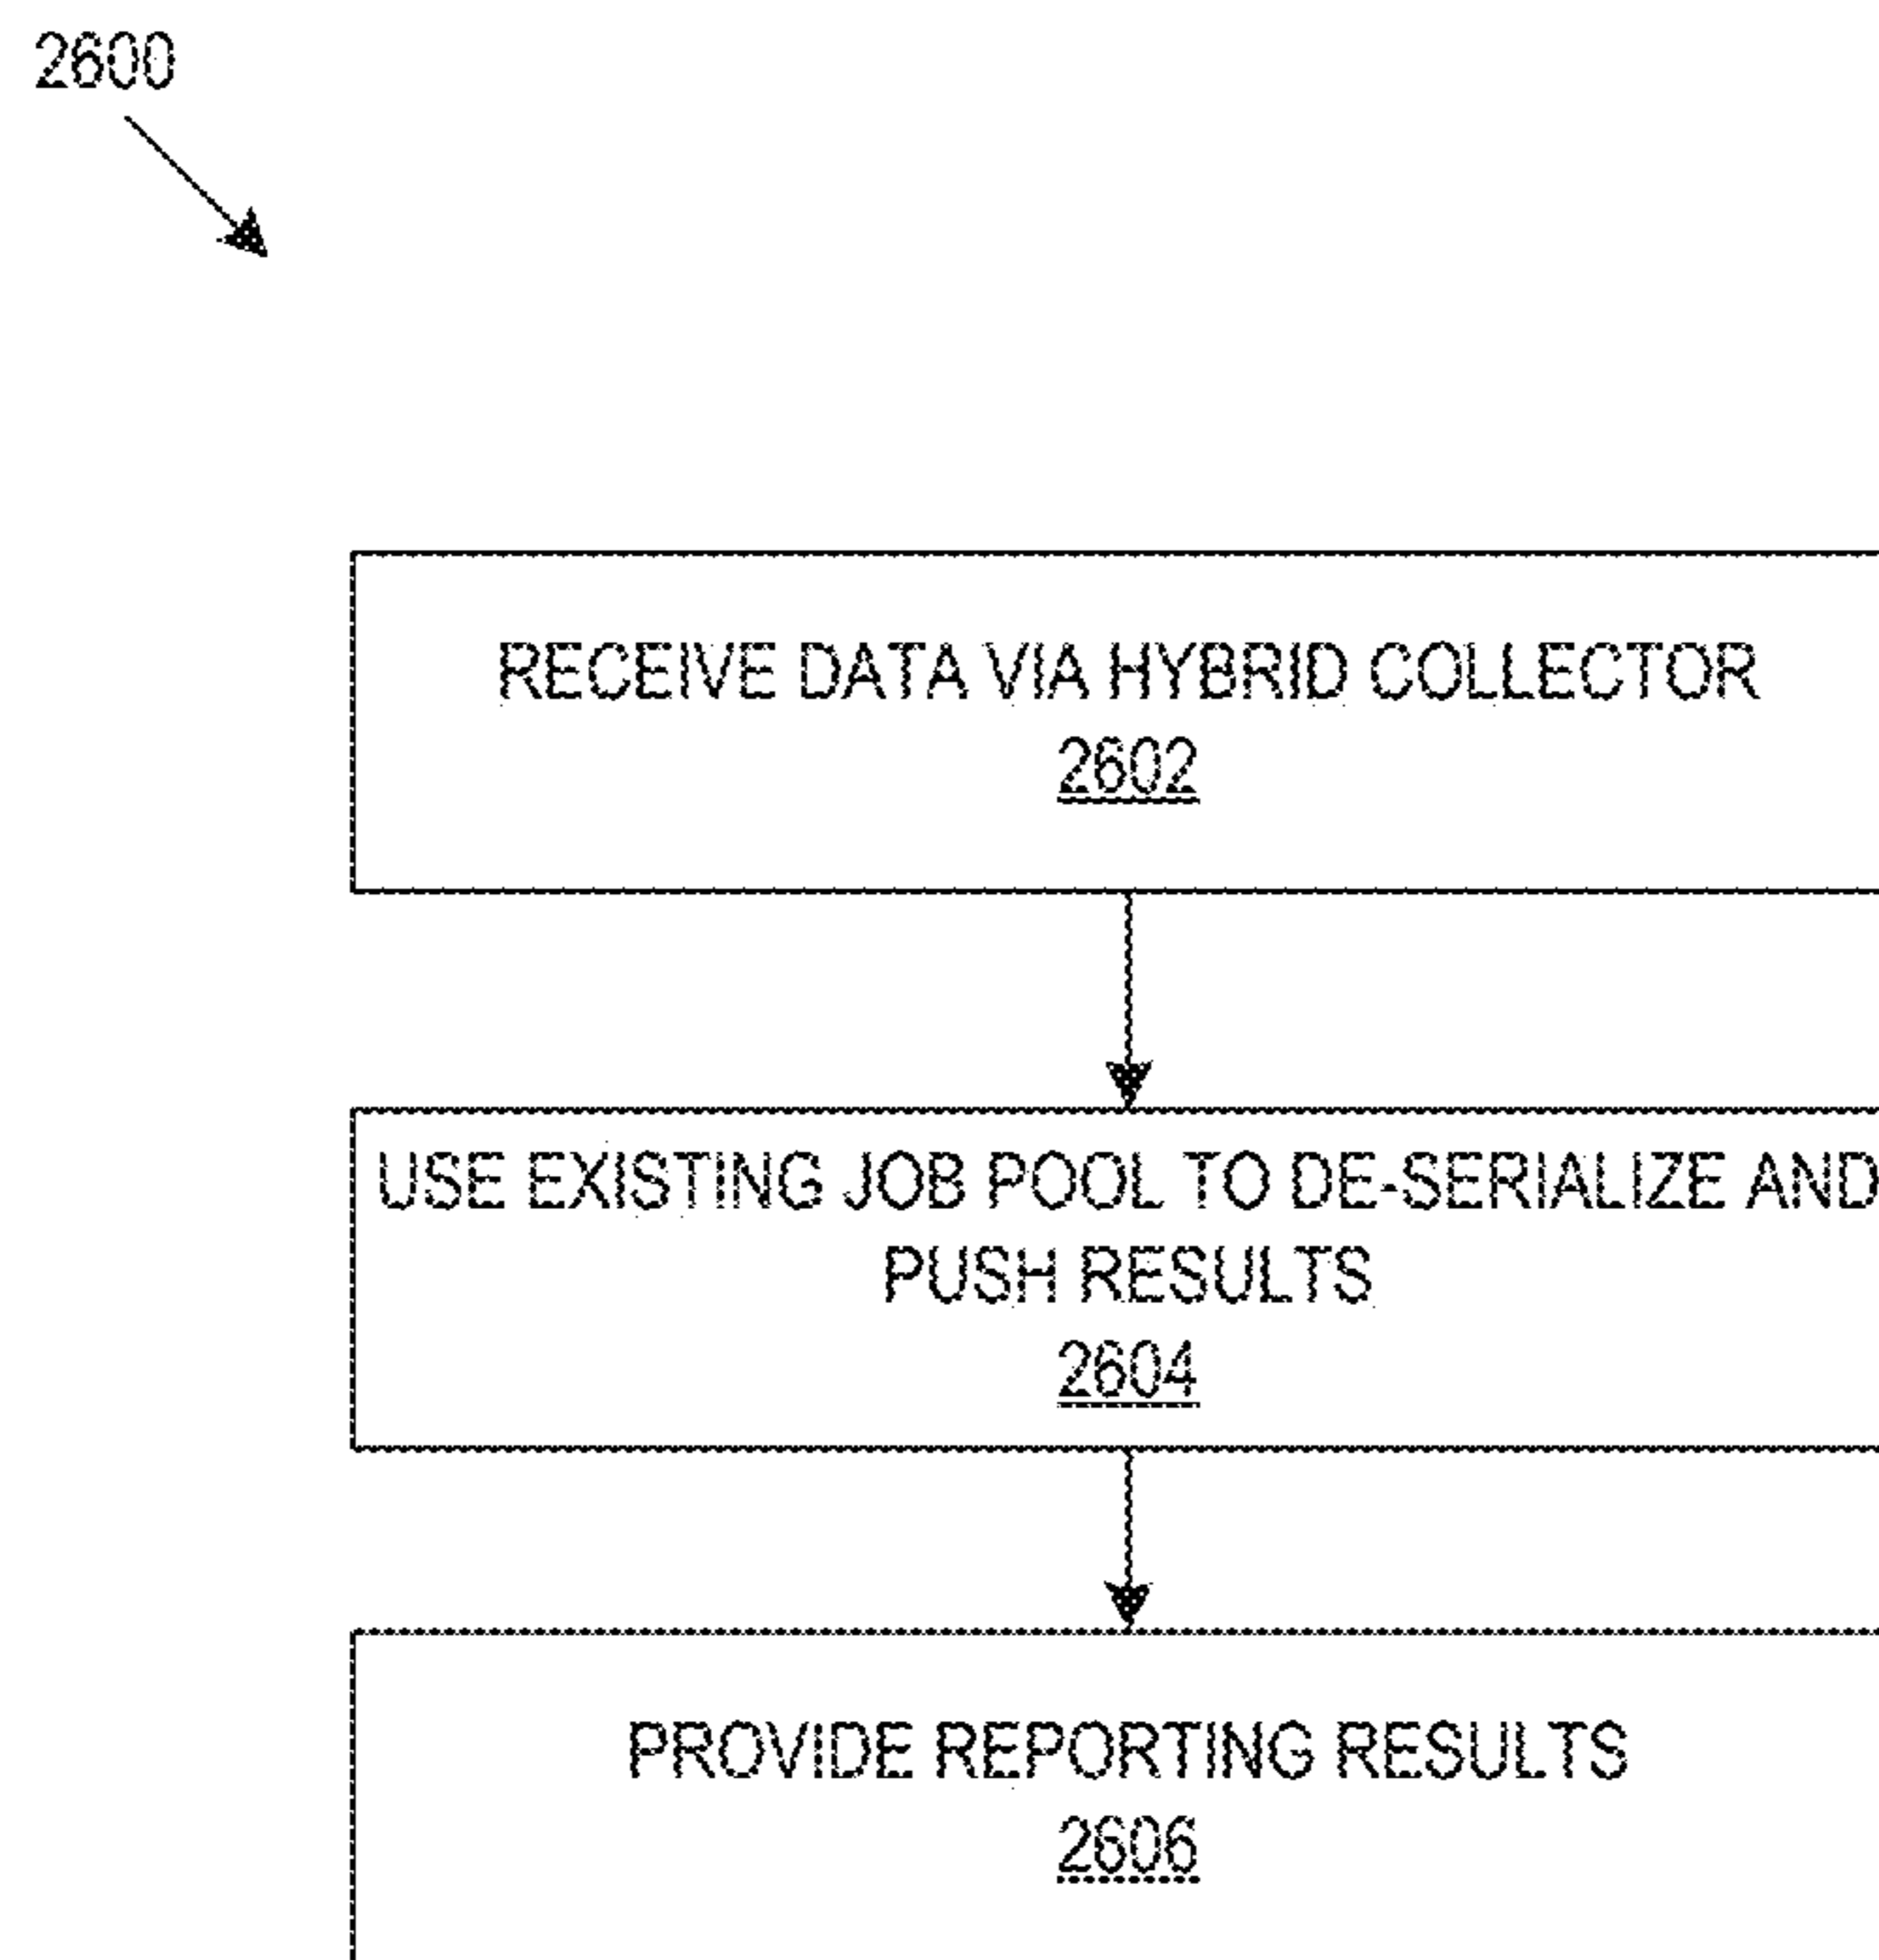 2600
RECEIVE DATA VIA HYBRID COLLECTOR
2602
USE EXISTING JOB POOL TO DE-SERIALIZE AND
PUSH RESULTS
2604
PROVIDE REPORTING RESULTS
2606